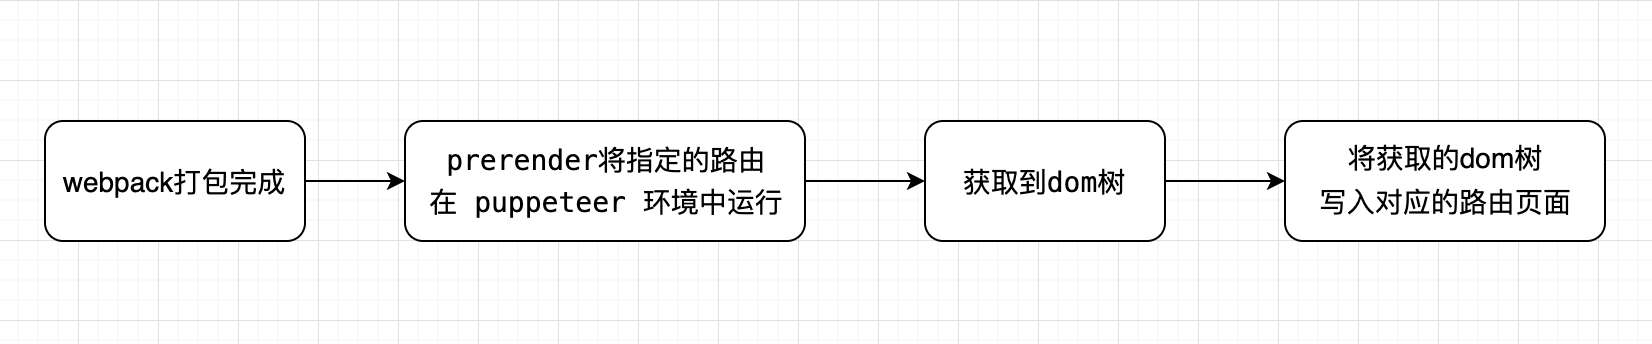 webpack打包完成
prerender将指定的路由
在 puppeteer 环境中运行
获取到dom树
将获取的dom树
写入对应的路由页面